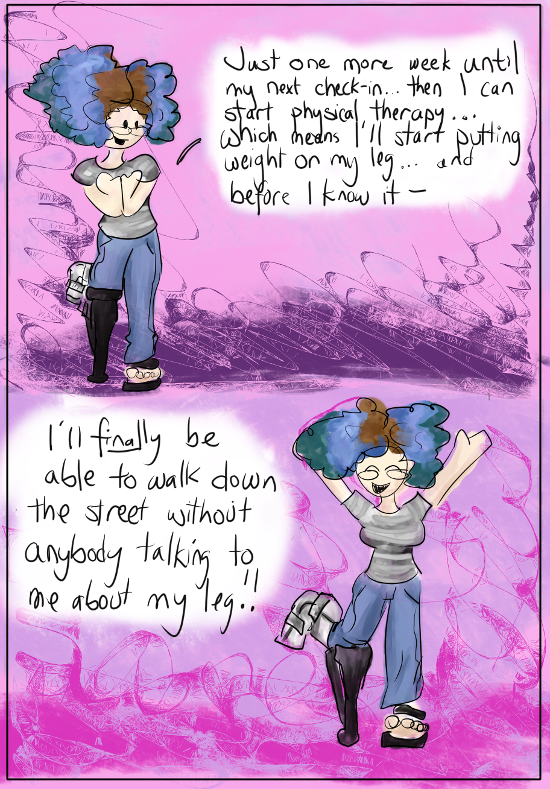 Just one more week until
my next check-in... then I can
start physical therapy...
which means I'll start putting
weight on my leg... and
before I know it –
I'll finally be
able to walk down
the street without
anybody talking to
me about my leg!!